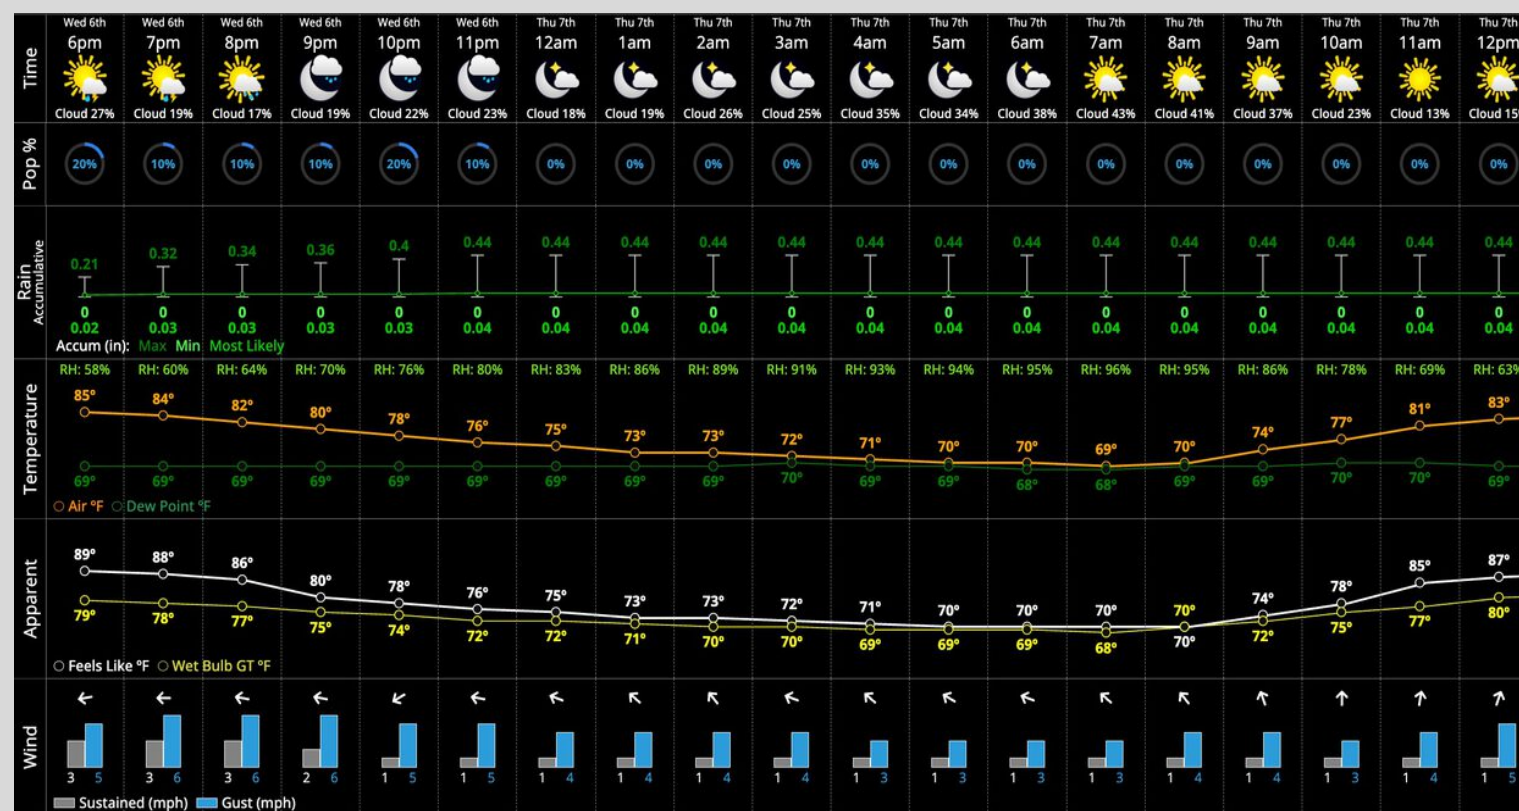 Wed 6th Wed 6th Wed 6th Wed 6th Wed 6th Wed 6th Thu 7th Thu 7th Thu 7th Thu 7th Thu 7th Thu 7th Thu 7th Thu 7th Thu 7th Thu 7th Thu 7th Thu 7th Thu 7th
Time 6pm 7pm 8pm 9pm 10pm 11pm 12am 1am 2am 3am 4am 5am 6am 7am 8am 9am 10am 11am 12pm
Cloud 27% Cloud 19% Cloud 17% Cloud 19% Cloud 22% Cloud 23% Cloud 18% Cloud 19% Cloud 26% Cloud 25% Cloud 35% Cloud 34% Cloud 38% Cloud 43% Cloud 41% Cloud 37% Cloud 23% Cloud 13% Cloud 15%
Pop % 20% 10% 10% 10% 20% 10% 0% 0% 0% 0% 0% 0% 0% 0% 0% 0% 0% 0% 0%
Rain
Accumulative
0.21 0.32 0.34 0.36 0.4 0.44 0.44 0.44 0.44 0.44 0.44 0.44 0.44 0.44 0.44 0.44 0.44 0.44 0.44
0 0 0 0 0 0 0 0 0 0 0 0 0 0 0 0 0 0 0
0.02 0.03 0.03 0.03 0.03 0.04 0.04 0.04 0.04 0.04 0.04 0.04 0.04 0.04 0.04 0.04 0.04 0.04 0.04
Accum (in): Max Min Most Likely
RH: 58% RH: 60% RH: 64% RH: 70% RH: 76% RH: 80% RH: 83% RH: 86% RH: 89% RH: 91% RH: 93% RH: 94% RH: 95% RH: 96% RH: 95% RH: 86% RH: 78% RH: 69% RH: 63%
Temperature
85° 84° 82° 80° 78° 76° 75° 73° 73° 72° 71° 70° 70° 69° 70° 74° 77° 81° 83°
69° 69° 69° 69° 69° 69° 69° 69° 69° 70° 69° 69° 68° 68° 69° 69° 70° 70° 69°
Air °F Dew Point °F
Apparent
89° 88° 86° 80° 78° 76° 75° 73° 73° 72° 71° 70° 70° 70° 70° 74° 78° 85° 87°
79° 78° 77° 75° 74° 72° 72° 71° 70° 70° 69° 69° 69° 68° 70° 72° 75° 77° 80°
Feels Like °F Wet Bulb GT °F
Wind
3 5 3 6 3 6 2 6 1 5 1 5 1 4 1 4 1 4 1 4 1 3 1 3 1 3 1 3 1 4 1 4 1 3 1 4 1 5
Sustained (mph) Gust (mph)